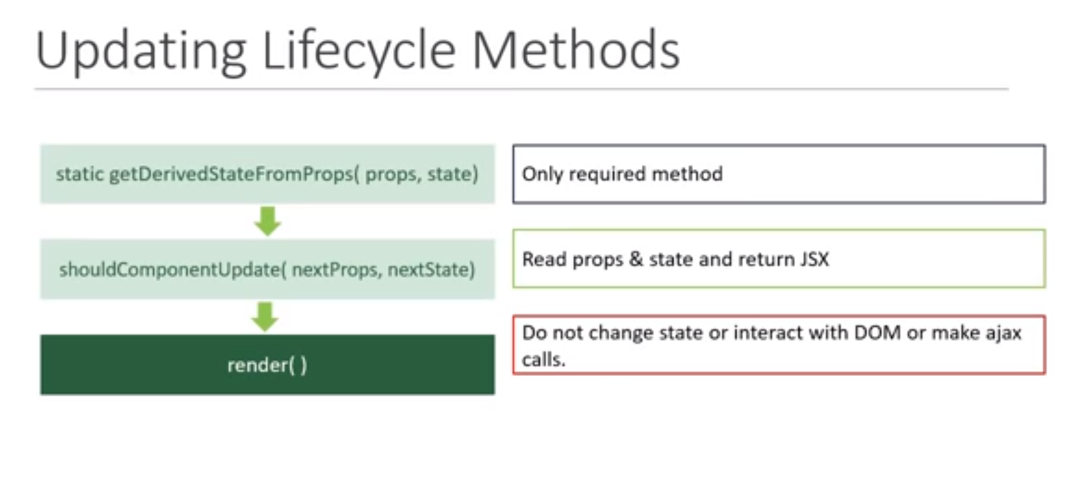 Updating Lifecycle Methods
static getDerivedStateFromProps( props, state)
shouldComponentUpdate( nextProps, nextState)
render( )
Only required method
Read props & state and return JSX
Do not change state or interact with DOM or make ajax
calls.